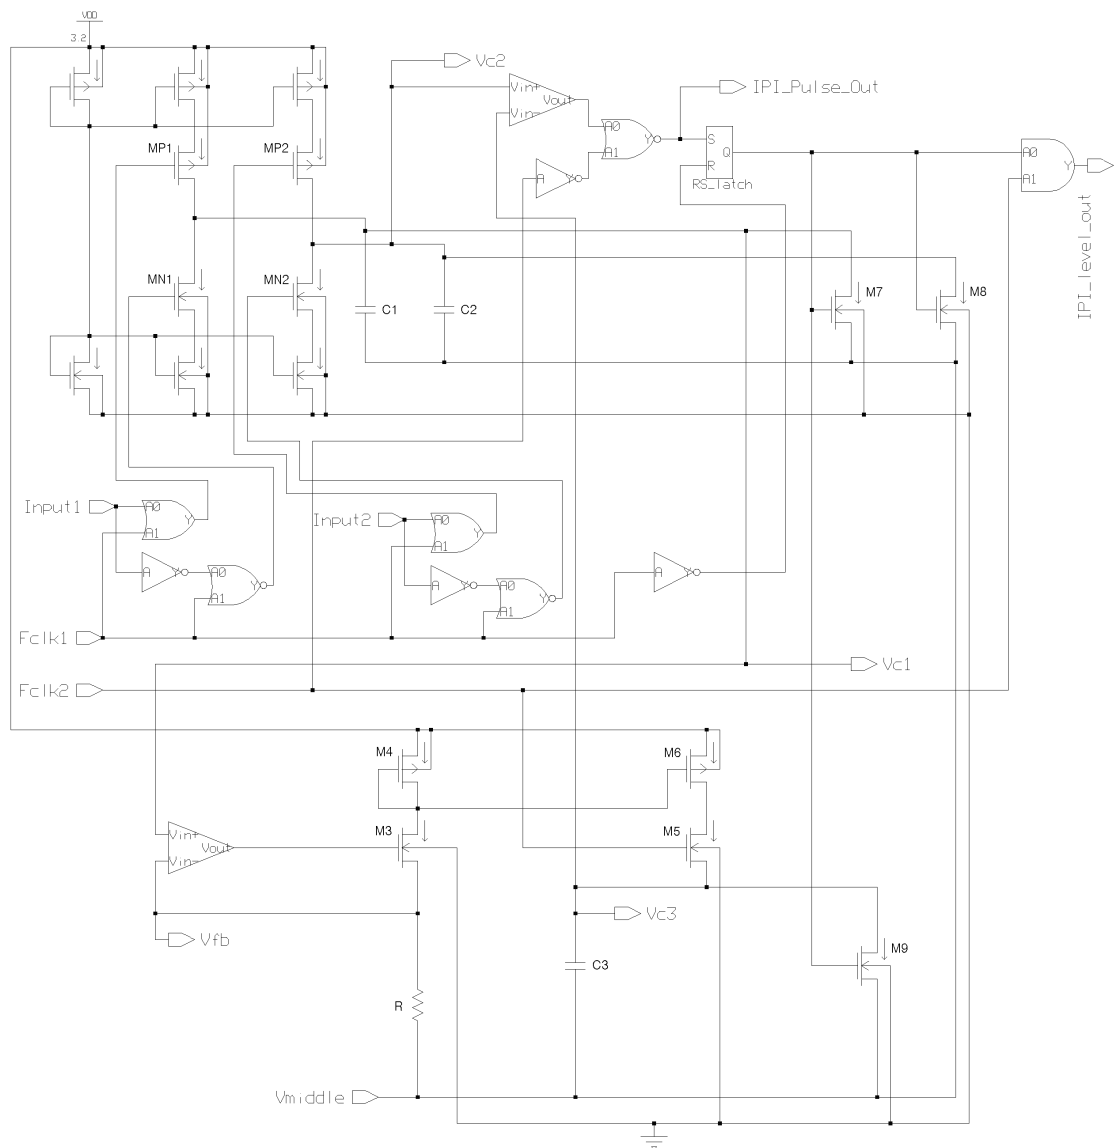 VDD
3.2
Vc2
IPI_Pulse_Out
Vin+
Vout
Vin-
A0
Y
A1
S
Q
R
RS_latch
A0
Y
A1
IPI_level_out
MP1
MP2
A
MN1
MN2
C1
C2
M7
M8
Input1
A0
Y
A1
Input2
A0
Y
A1
A
Y
A0
Y
A1
A
Y
A0
Y
A1
A
Y
Fclk1
Vc1
Fclk2
M4
M6
M3
M5
Vin+
Vout
Vin-
Vc3
Vfb
M9
C3
R
Vmiddle